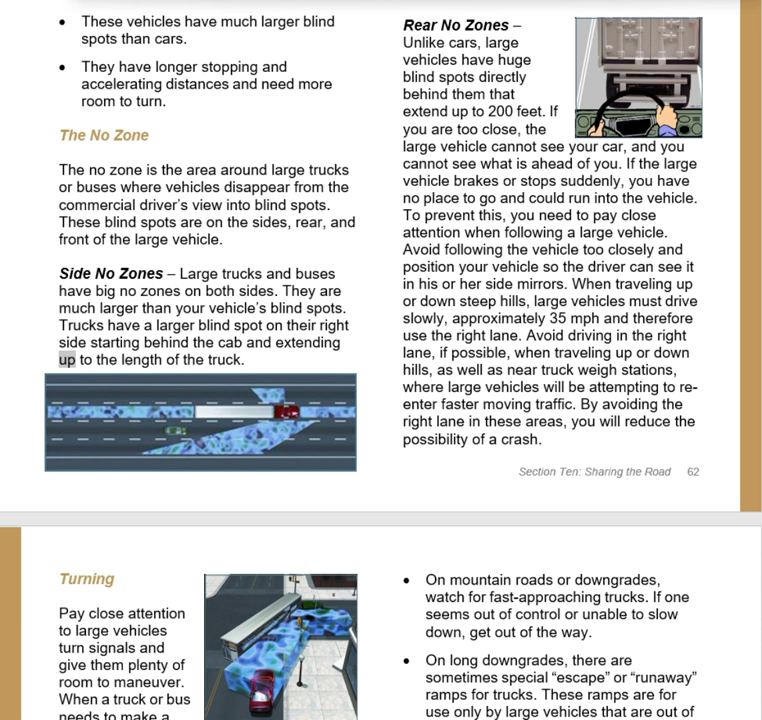 • These vehicles have much larger blind
spots than cars.
• They have longer stopping and
accelerating distances and need more
room to turn.
The No Zone
The no zone is the area around large trucks
or buses where vehicles disappear from the
commercial driver's view into blind spots.
These blind spots are on the sides, rear, and
front of the large vehicle.
Side No Zones – Large trucks and buses
have big no zones on both sides. They are
much larger than your vehicle's blind spots.
Trucks have a larger blind spot on their right
side starting behind the cab and extending
up to the length of the truck.
Rear No Zones –
Unlike cars, large
vehicles have huge
blind spots directly
behind them that
extend up to 200 feet. If
you are too close, the
large vehicle cannot see your car, and you
cannot see what is ahead of you. If the large
vehicle brakes or stops suddenly, you have
no place to go and could run into the vehicle.
To prevent this, you need to pay close
attention when following a large vehicle.
Avoid following the vehicle too closely and
position your vehicle so the driver can see it
in his or her side mirrors. When traveling up
or down steep hills, large vehicles must drive
slowly, approximately 35 mph and therefore
use the right lane. Avoid driving in the right
lane, if possible, when traveling up or down
hills, as well as near truck weigh stations,
where large vehicles will be attempting to re-
enter faster moving traffic. By avoiding the
right lane in these areas, you will reduce the
possibility of a crash.
Section Ten: Sharing the Road 62
Turning
Pay close attention
to large vehicles
turn signals and
give them plenty of
room to maneuver.
When a truck or bus
needs to make a
• On mountain roads or downgrades,
watch for fast-approaching trucks. If one
seems out of control or unable to slow
down, get out of the way.
• On long downgrades, there are
sometimes special “escape” or “runaway”
ramps for trucks. These ramps are for
use only by large vehicles that are out of